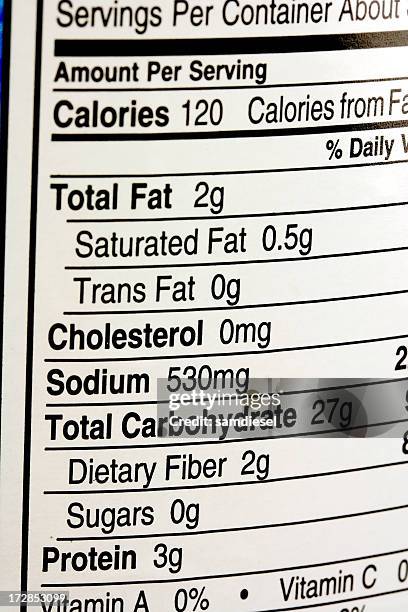 Servings Per Container About
Amount Per Serving
Calories 120 Calories from
% Daily
Total Fat 2g
Saturated Fat 0.5g
Trans Fat 0g
Cholesterol 0mg
Sodium 530mg
Total Carbohydrate 27g
Dietary Fiber 2g
Sugars 0g
Protein 3g
Vitamin A 0% • Vitamin C
gettyimages
Credit: samdiesel
172853099